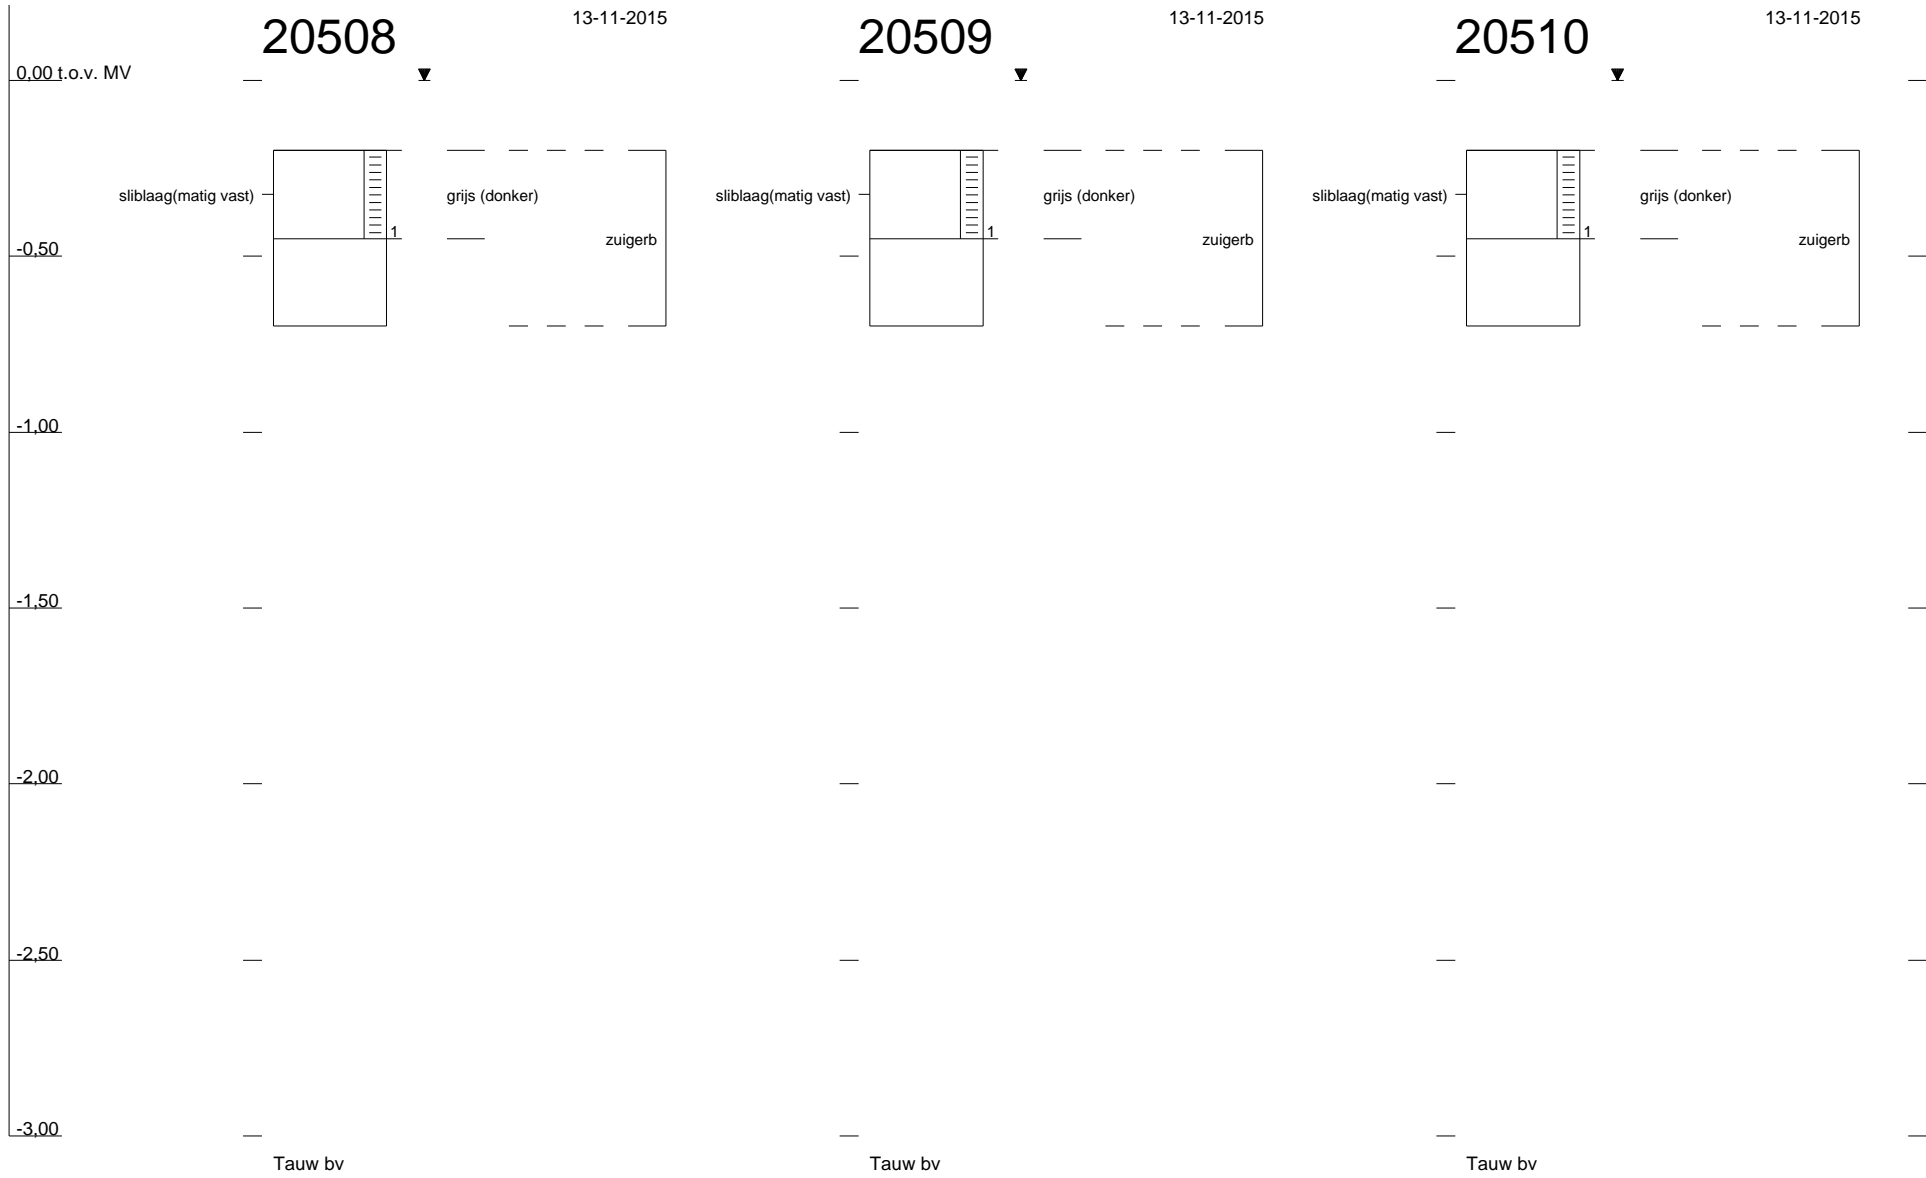 20508 13-11-2015 20509 13-11-2015 20510 13-11-2015
0,00 t.o.v. MV
sliblaag(matig vast) grijs (donker) sliblaag(matig vast) grijs (donker) sliblaag(matig vast) grijs (donker)
1 zuigerb 1 zuigerb 1 zuigerb
-0,50
-1,00
-1,50
-2,00
-2,50
-3,00
Tauw bv Tauw bv Tauw bv